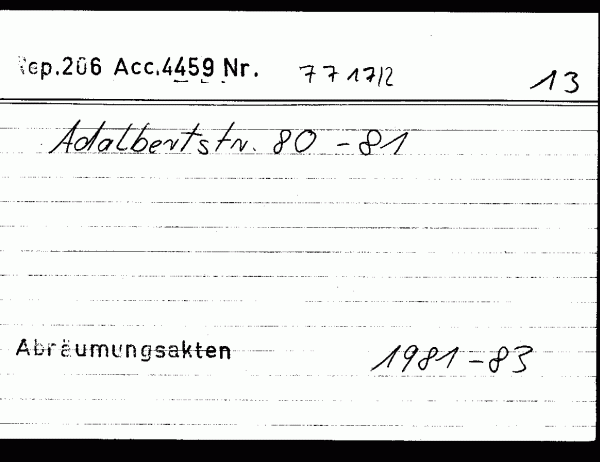 Rep.206 Acc.4459 Nr. 7717/2 13
Adalbertstr. 80 - 81
Abräumungsakten 1981 - 83